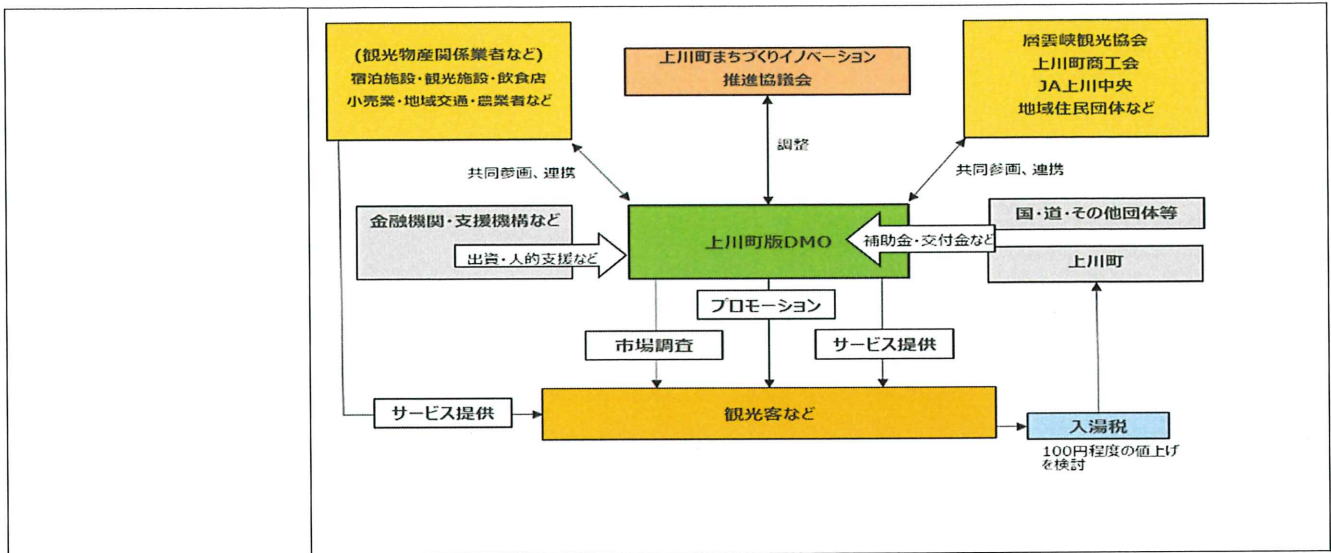 (観光物産関係業者など)
宿泊施設・観光施設・飲食店
小売業・地域交通・農業者など
上川町まちづくりイノベーション
推進協議会
層雲峡観光協会
上川町商工会
JA上川中央
地域住民団体など
調整
共同参画、連携
共同参画、連携
金融機関・支援機構など
出資・人的支援など
上川町版DMO
補助金・交付金など
国・道・その他団体等
上川町
プロモーション
市場調査
サービス提供
サービス提供
観光客など
入湯税
100円程度の値上げ
を検討